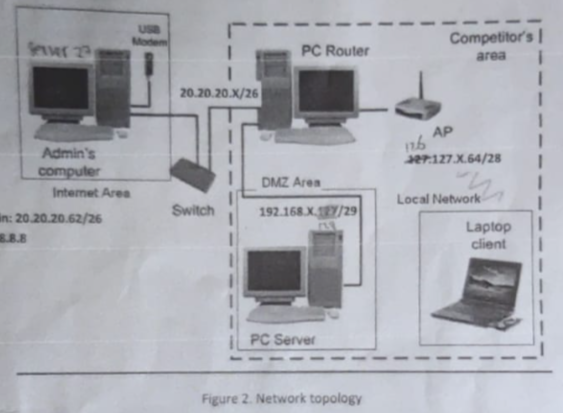 USB
Modem
Server 27
PC Router
Competitor's
area
20.20.20.X/26
AP
126
127.127.X.64/28
Admin's
computer
Internet Area
Switch
DMZ Area
Local Network
in: 20.20.20.62/26
8.8.8
192.168.X./29
Laptop
client
PC Server
Figure 2. Network topology